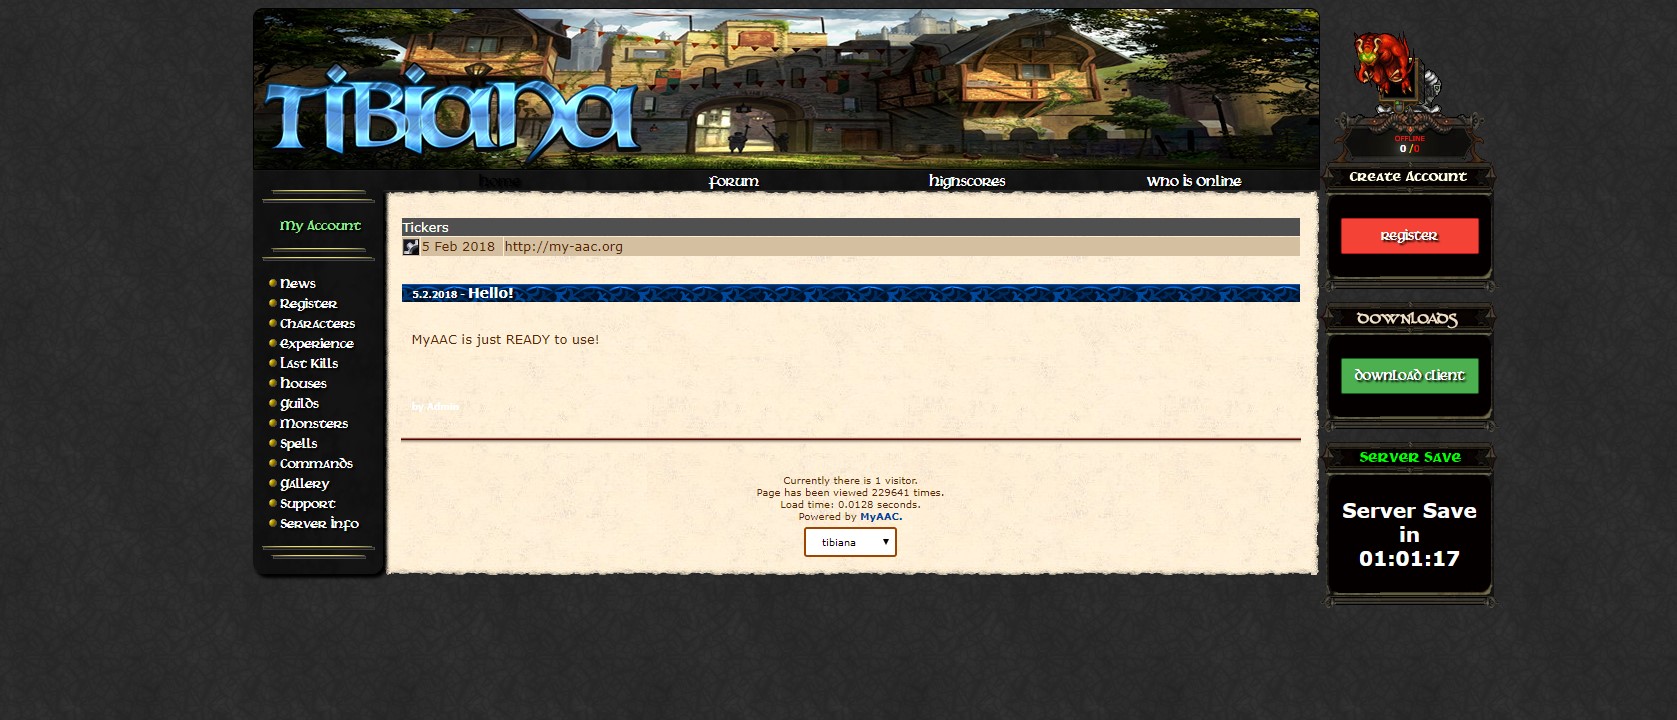 TIBIANA
Home
Forum
Highscores
Who is Online
My Account
News
Register
Characters
Experience
Last Kills
Houses
Guilds
Monsters
Spells
Commands
Gallery
Support
Server Info
Tickers
5 Feb 2018 http://my-aac.org
5.2.2018 - Hello!
MyAAC is just READY to use!
by Admin
Currently there is 1 visitor.
Page has been viewed 229641 times.
Load time: 0.0128 seconds.
Powered by MyAAC.
tibiana
OFFLINE
0 /0
Create Account
Register
Downloads
Download Client
Server Save
Server Save
in
01:01:17